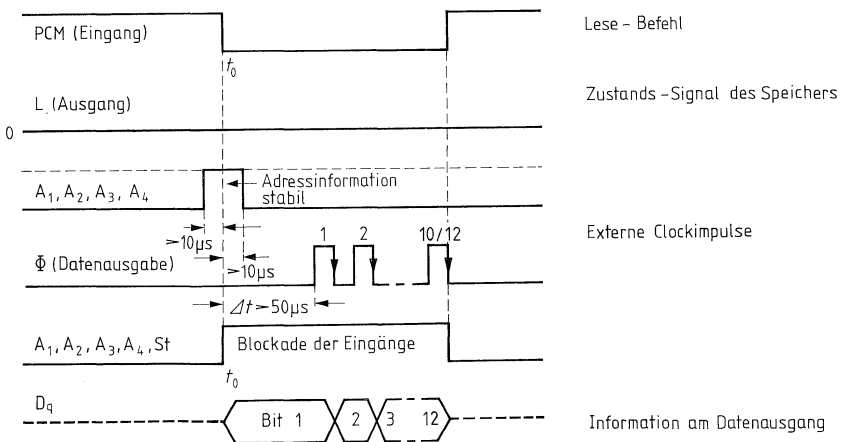 PCM (Eingang)
Lese - Befehl
t₀
L (Ausgang)
Zustands - Signal des Speichers
0
Adressinformation
stabil
A₁, A₂, A₃, A₄
>10µs
1 2 10/12
Externe Clockimpulse
Φ (Datenausgabe)
>10µs
Δt >50µs
A₁, A₂, A₃, A₄, St
Blockade der Eingänge
t₀
Dq
Bit 1 2 3 12
Information am Datenausgang